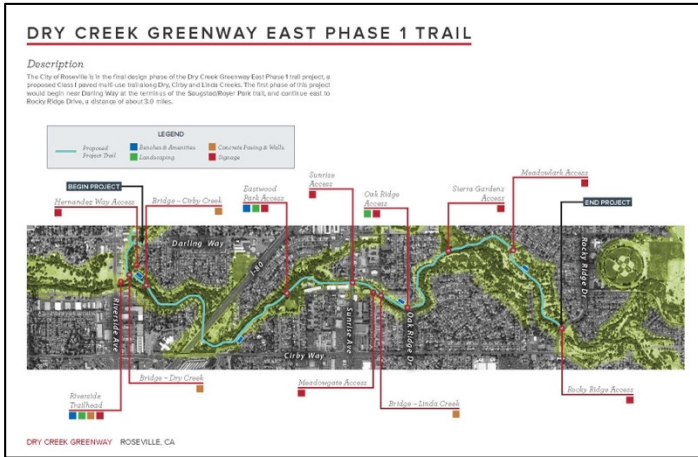 DRY CREEK GREENWAY EAST PHASE 1 TRAIL
Description
The City of Roseville is in the final design phase of the Dry Creek Greenway East Phase 1 trail project, a
proposed Class I paved multi-use trail along Dry, Cirby and Linda Creeks. The first phase of this project
would begin near Darling Way at the terminus of the Saugstad/Royer Park trail, and continue east to
Rocky Ridge Drive, a distance of about 3.0 miles.
LEGEND
Proposed
Project Trail
Benches & Amenities
Landscaping
Concrete Paving & Walls
Signage
BEGIN PROJECT
Hernandez Way Access
Bridge – Cirby Creek
Eastwood
Park Access
Sunrise
Access
Oak Ridge
Access
Sierra Gardens
Access
Meadowlark Access
END PROJECT
Darling Way
I-80
Riverside Ave
Cirby Way
Sunrise Ave
Oak Ridge Dr
Rocky Ridge Dr
Riverside
Trailhead
Bridge – Dry Creek
Meadowgate Access
Bridge – Linda Creek
Rocky Ridge Access
DRY CREEK GREENWAY ROSEVILLE, CA